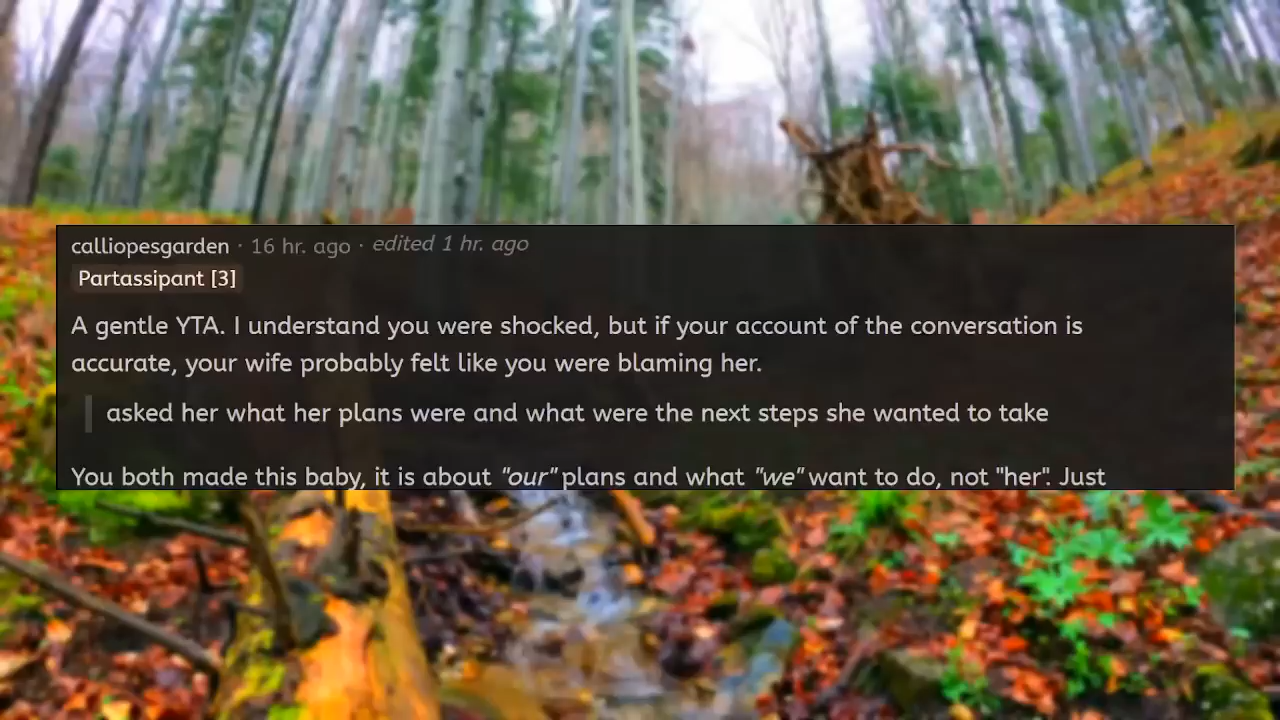 calliopesgarden · 16 hr. ago · edited 1 hr. ago
Partassipant [3]
A gentle YTA. I understand you were shocked, but if your account of the conversation is
accurate, your wife probably felt like you were blaming her.
asked her what her plans were and what were the next steps she wanted to take
You both made this baby, it is about "our" plans and what "we" want to do, not "her". Just